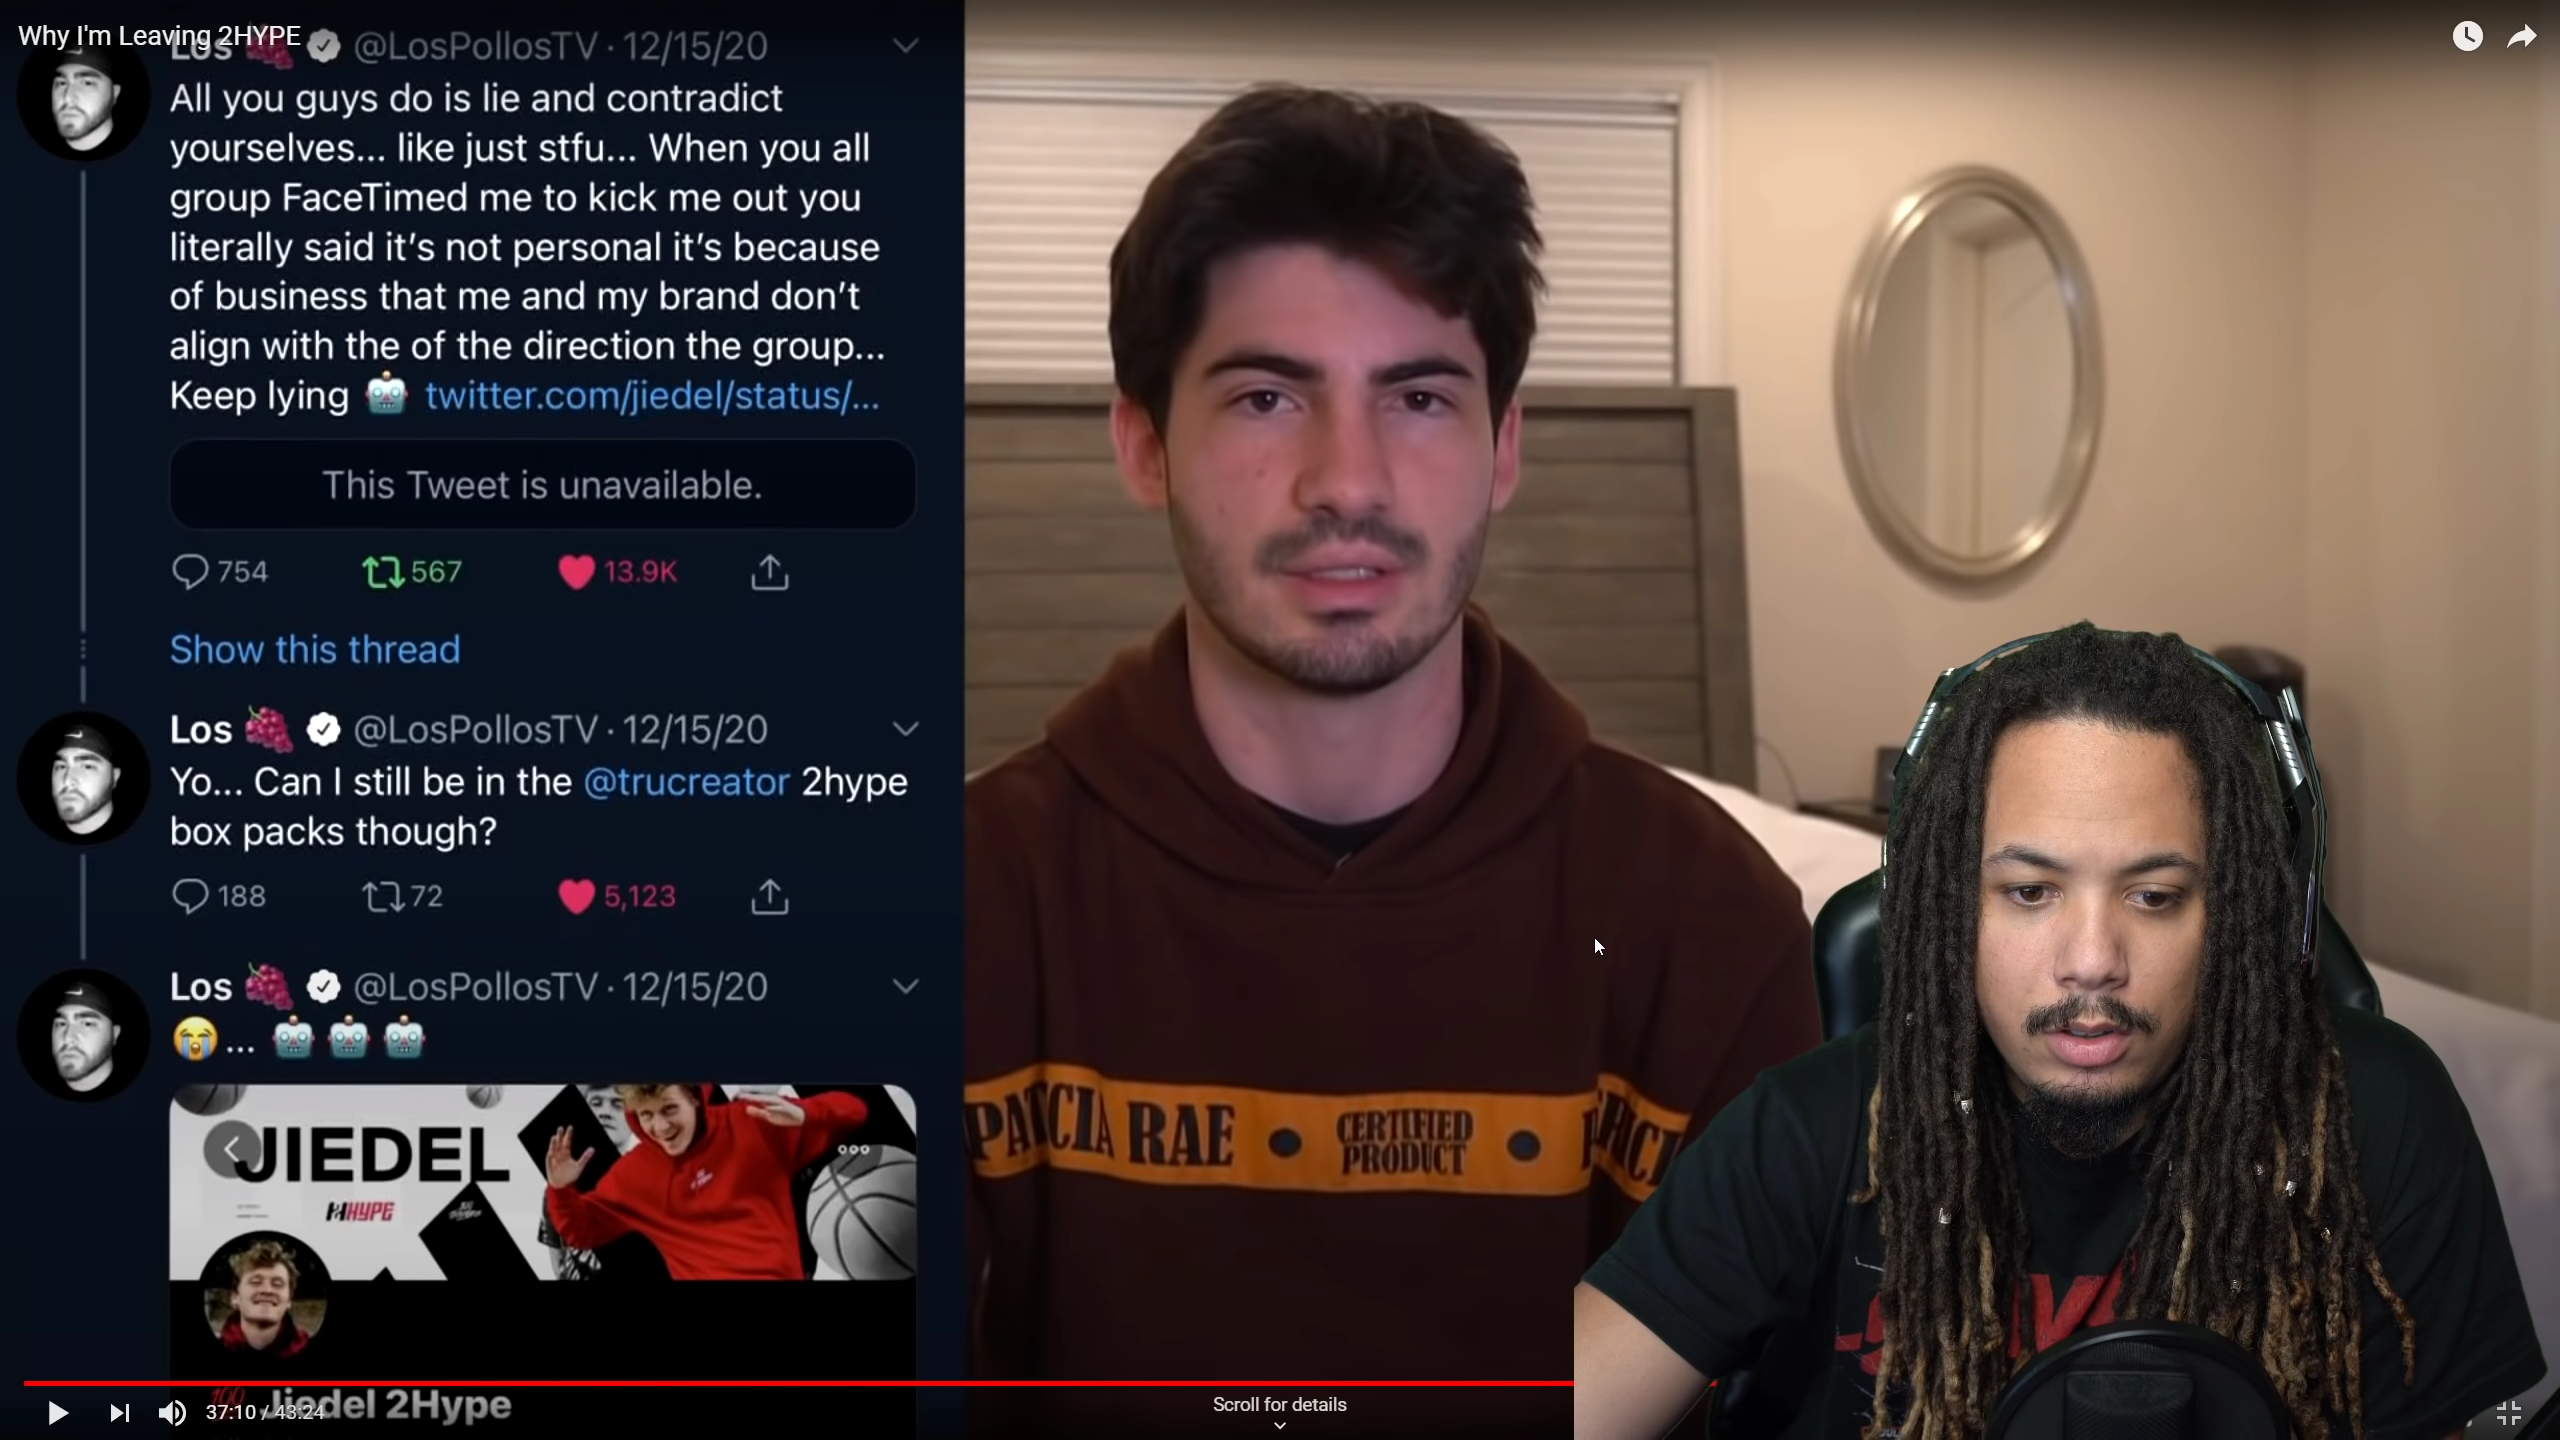 Why I'm Leaving 2HYPE
Los 🍇 @LosPollosTV · 12/15/20
All you guys do is lie and contradict
yourselves... like just stfu... When you all
group FaceTimed me to kick me out you
literally said it’s not personal it’s because
of business that me and my brand don’t
align with the of the direction the group...
Keep lying 🤖 twitter.com/jiedel/status/...
This Tweet is unavailable.
754 567 13.9K
Show this thread
Los 🍇 @LosPollosTV · 12/15/20
Yo... Can I still be in the @trucreator 2hype
box packs though?
188 72 5,123
Los 🍇 @LosPollosTV · 12/15/20
😭... 🤖 🤖 🤖
JIEDEL
HYPE
Jiedel 2Hype
PATRICIA RAE • CERTIFIED
PRODUCT
37:10 / 43:24
Scroll for details